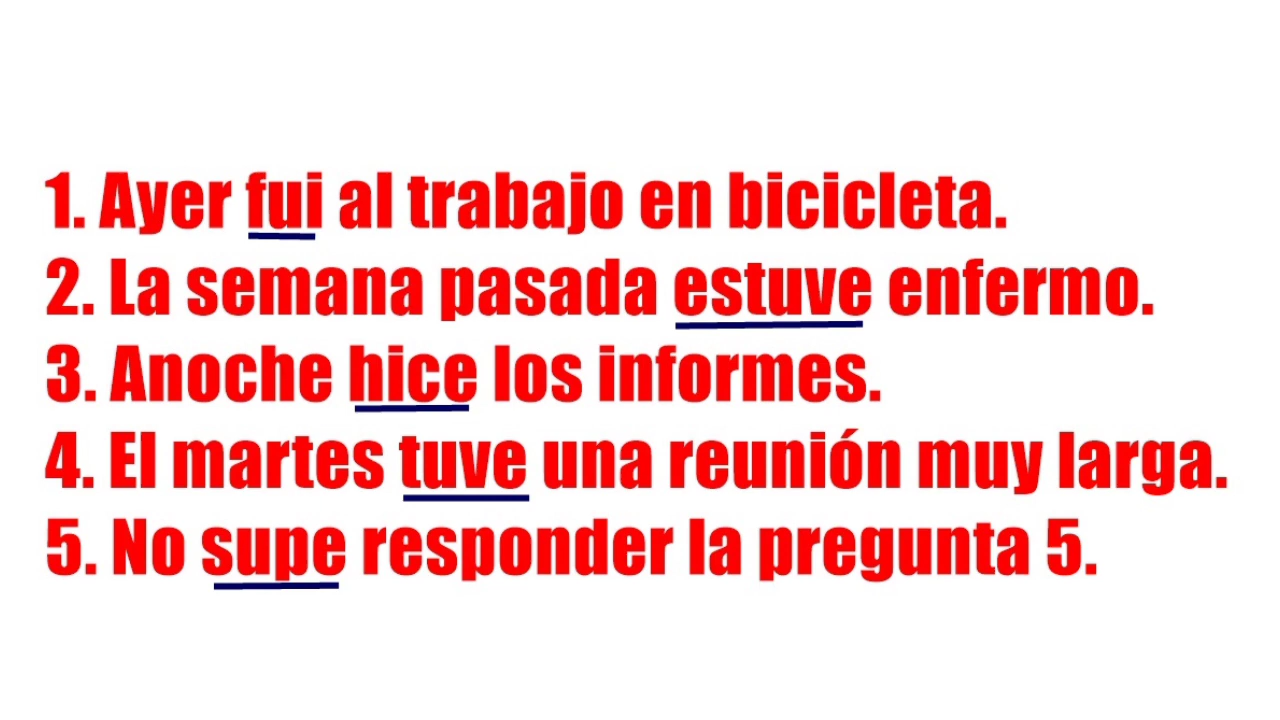 1. Ayer fui al trabajo en bicicleta.
2. La semana pasada estuve enfermo.
3. Anoche hice los informes.
4. El martes tuve una reunión muy larga.
5. No supe responder la pregunta 5.